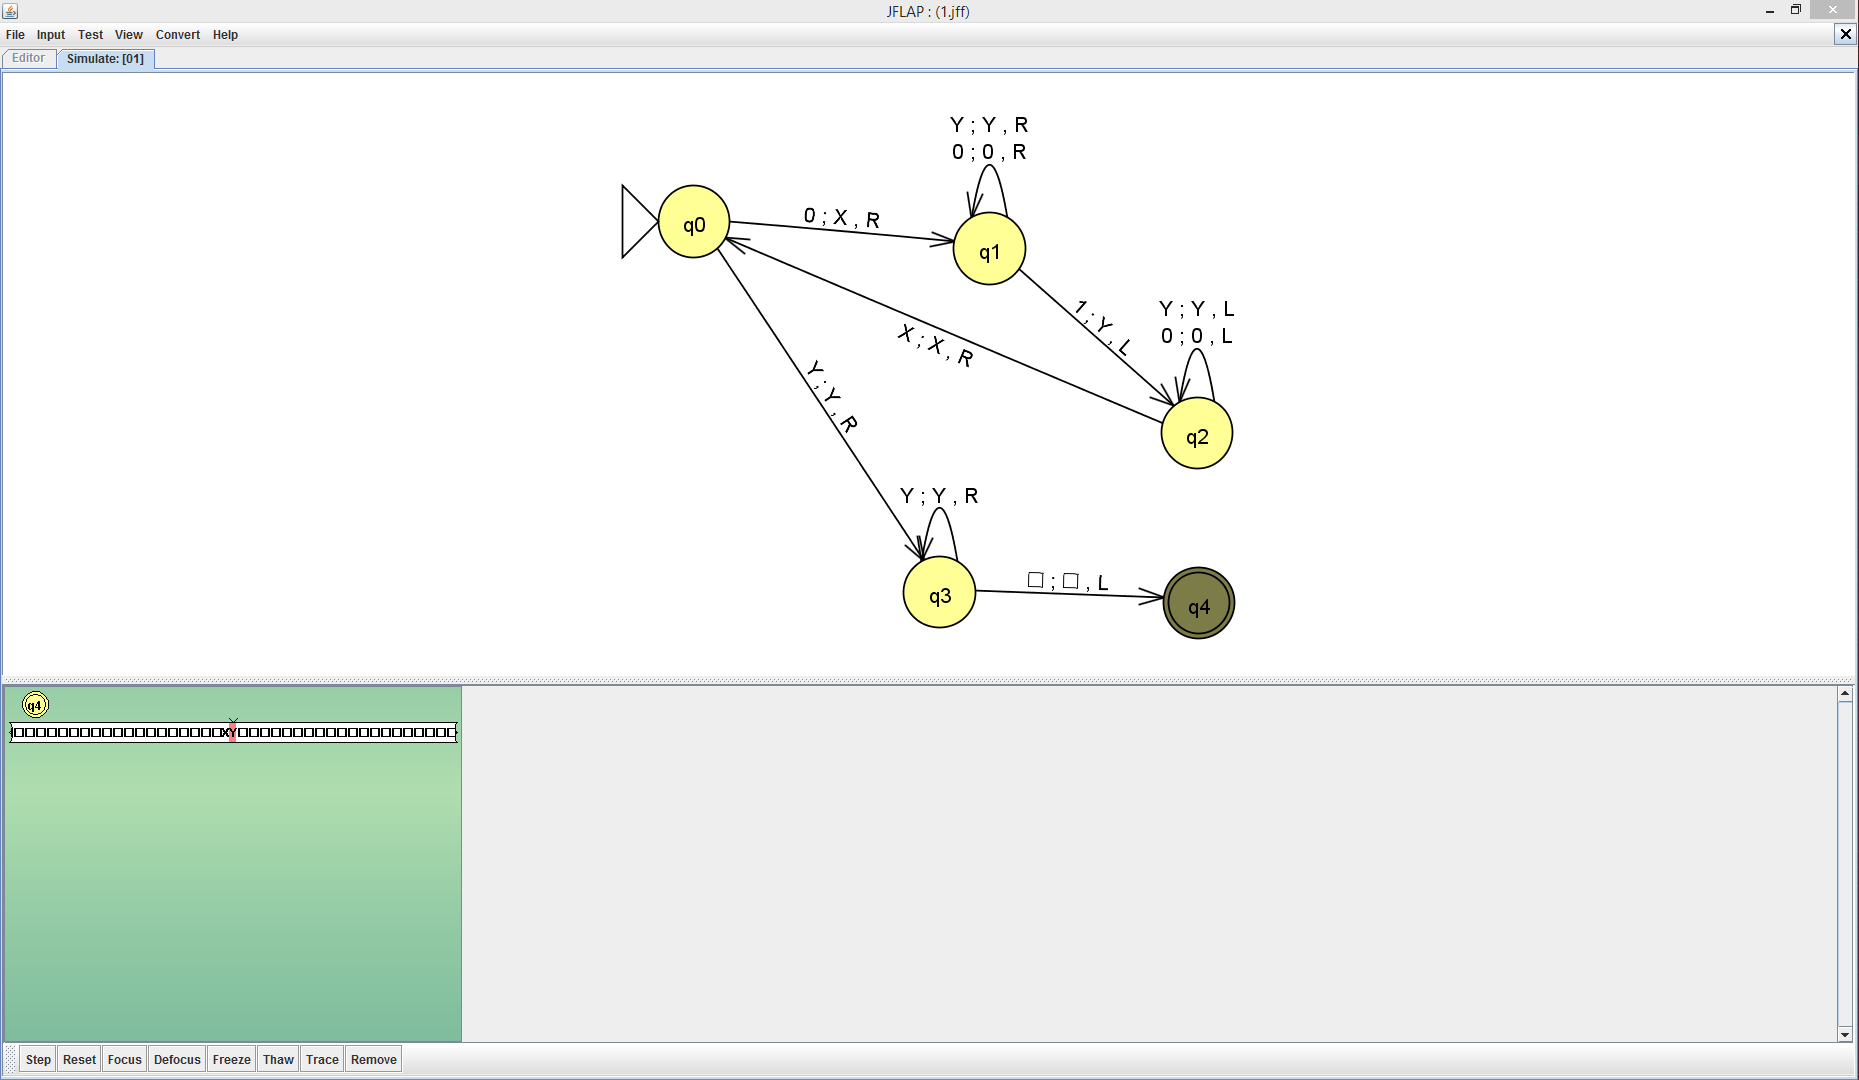 JFLAP : (1.jff)
File Input Test View Convert Help
Editor Simulate: [01]
Y ; Y , R
0 ; 0 , R
q0
0 ; X , R
q1
1 ; Y , L
Y ; Y , L
0 ; 0 , L
X ; X , R
Y ; Y , R
q2
Y ; Y , R
q3
□ ; □ , L
q4
q4
XY
Step Reset Focus Defocus Freeze Thaw Trace Remove